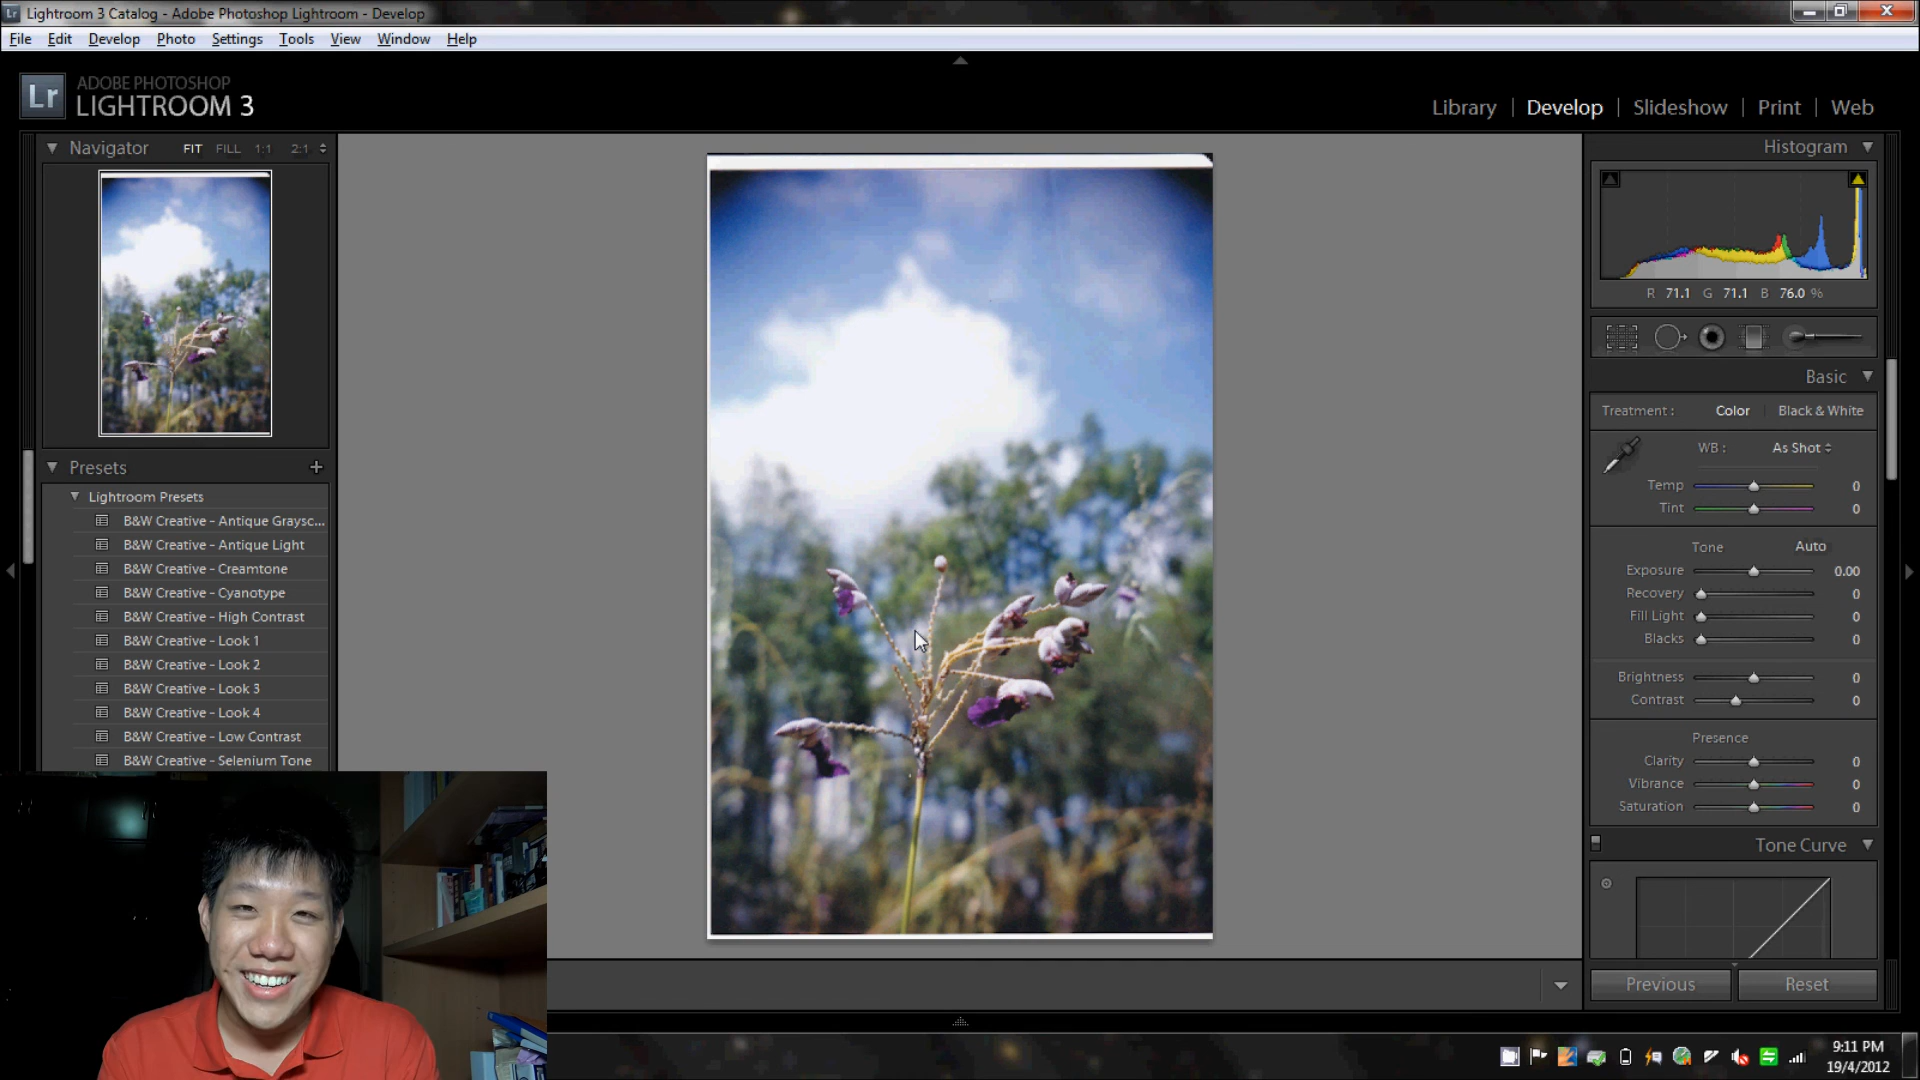 Lightroom 3 Catalog - Adobe Photoshop Lightroom - Develop
File Edit Develop Photo Settings Tools View Window Help
Lr ADOBE PHOTOSHOP
LIGHTROOM 3
Library | Develop | Slideshow | Print | Web
Navigator FIT FILL 1:1 2:1
Histogram
R 71.1 G 71.1 B 76.0 %
Basic
Treatment : Color Black & White
WB : As Shot
Temp 0
Tint 0
Tone Auto
Exposure 0.00
Recovery 0
Fill Light 0
Blacks 0
Brightness 0
Contrast 0
Presence
Clarity 0
Vibrance 0
Saturation 0
Tone Curve
Previous Reset
Presets +
Lightroom Presets
B&W Creative - Antique Graysc...
B&W Creative - Antique Light
B&W Creative - Creamtone
B&W Creative - Cyanotype
B&W Creative - High Contrast
B&W Creative - Look 1
B&W Creative - Look 2
B&W Creative - Look 3
B&W Creative - Look 4
B&W Creative - Low Contrast
B&W Creative - Selenium Tone
9:11 PM
19/4/2012